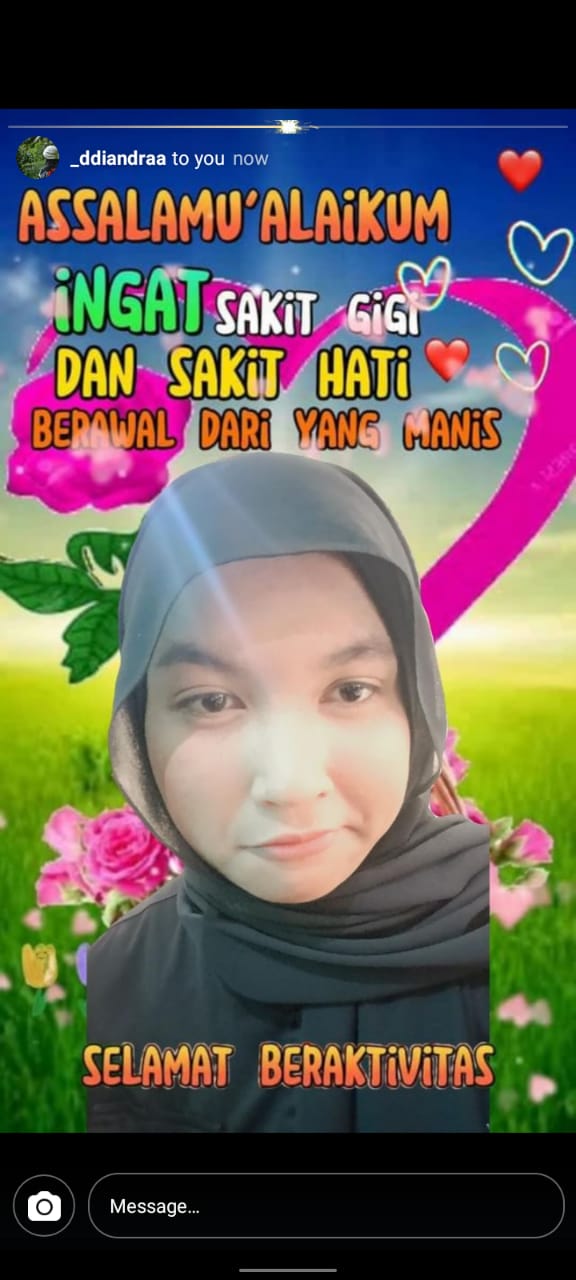 _ddiandraa to you now
ASSALAMU'ALAiKUM
iNGAT SAKiT GiGi
DAN SAKiT HATi
BERAWAL DARi YANG MANiS
SELAMAT BERAKTiViTAS
Message...